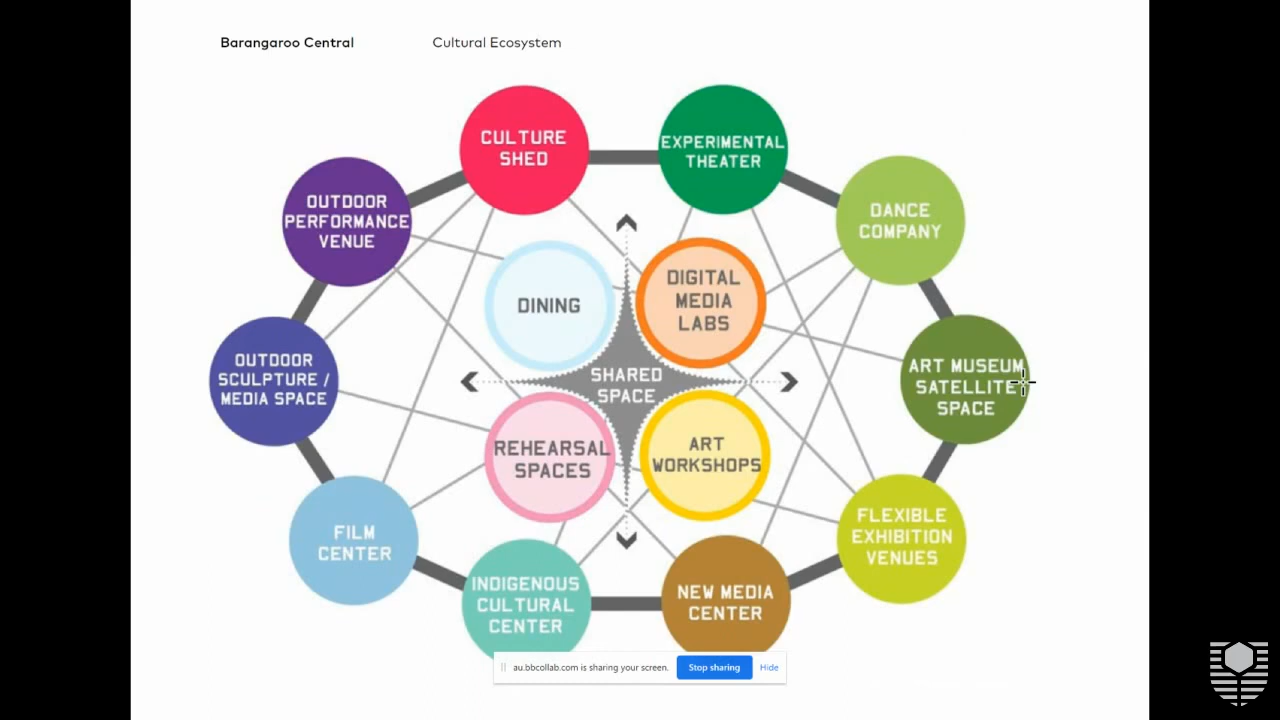 Barangaroo Central
Cultural Ecosystem
CULTURE
SHED
EXPERIMENTAL
THEATER
OUTDOOR
PERFORMANCE
VENUE
DANCE
COMPANY
DINING
DIGITAL
MEDIA
LABS
OUTDOOR
SCULPTURE /
MEDIA SPACE
SHARED
SPACE
ART MUSEUM
SATELLITE
SPACE
REHEARSAL
SPACES
ART
WORKSHOPS
FILM
CENTER
FLEXIBLE
EXHIBITION
VENUES
INDIGENOUS
CULTURAL
CENTER
NEW MEDIA
CENTER
au.bbcollab.com is sharing your screen.
Stop sharing
Hide